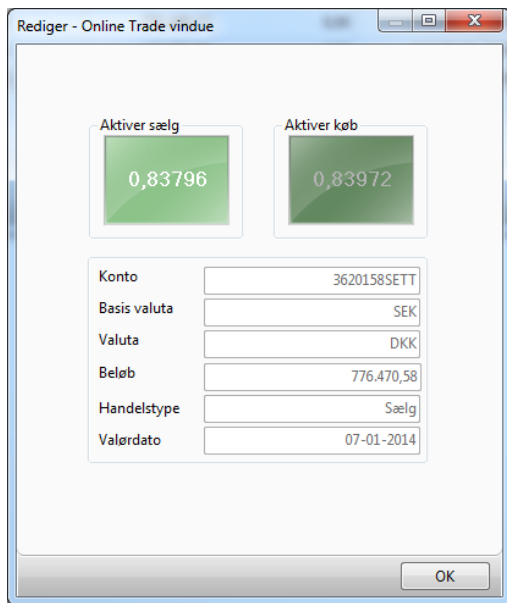 Rediger - Online Trade vindue
Aktiver sælg
Aktiver køb
0,83796
0,83972
Konto 3620158SETT
Basis valuta SEK
Valuta DKK
Beløb 776.470,58
Handelstype Sælg
Valørdato 07-01-2014
OK